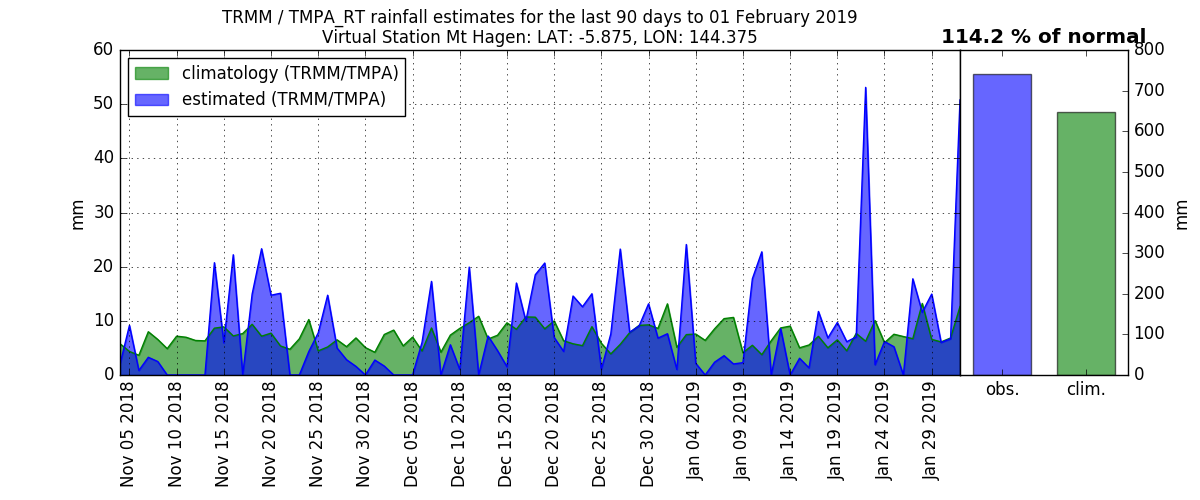 TRMM / TMPA_RT rainfall estimates for the last 90 days to 01 February 2019
Virtual Station Mt Hagen: LAT: -5.875, LON: 144.375
114.2 % of normal
climatology (TRMM/TMPA)
estimated (TRMM/TMPA)
60
50
40
30
20
10
0
mm
800
700
600
500
400
300
200
100
0
mm
Nov 05 2018
Nov 10 2018
Nov 15 2018
Nov 20 2018
Nov 25 2018
Nov 30 2018
Dec 05 2018
Dec 10 2018
Dec 15 2018
Dec 20 2018
Dec 25 2018
Dec 30 2018
Jan 04 2019
Jan 09 2019
Jan 14 2019
Jan 19 2019
Jan 24 2019
Jan 29 2019
obs.
clim.